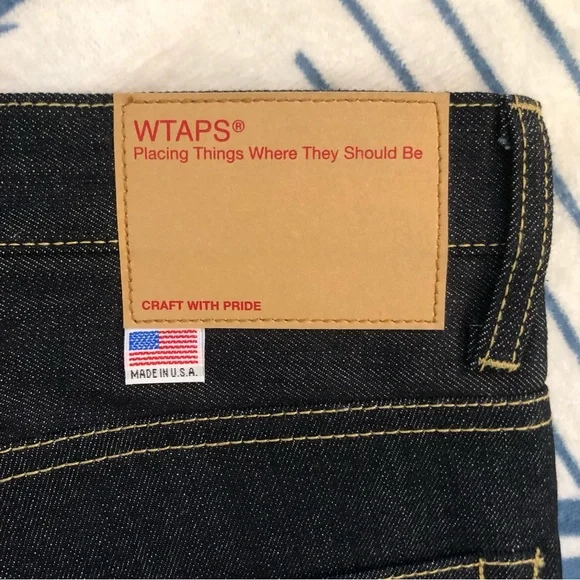 WTAPS®
Placing Things Where They Should Be
CRAFT WITH PRIDE
MADE IN U.S.A.